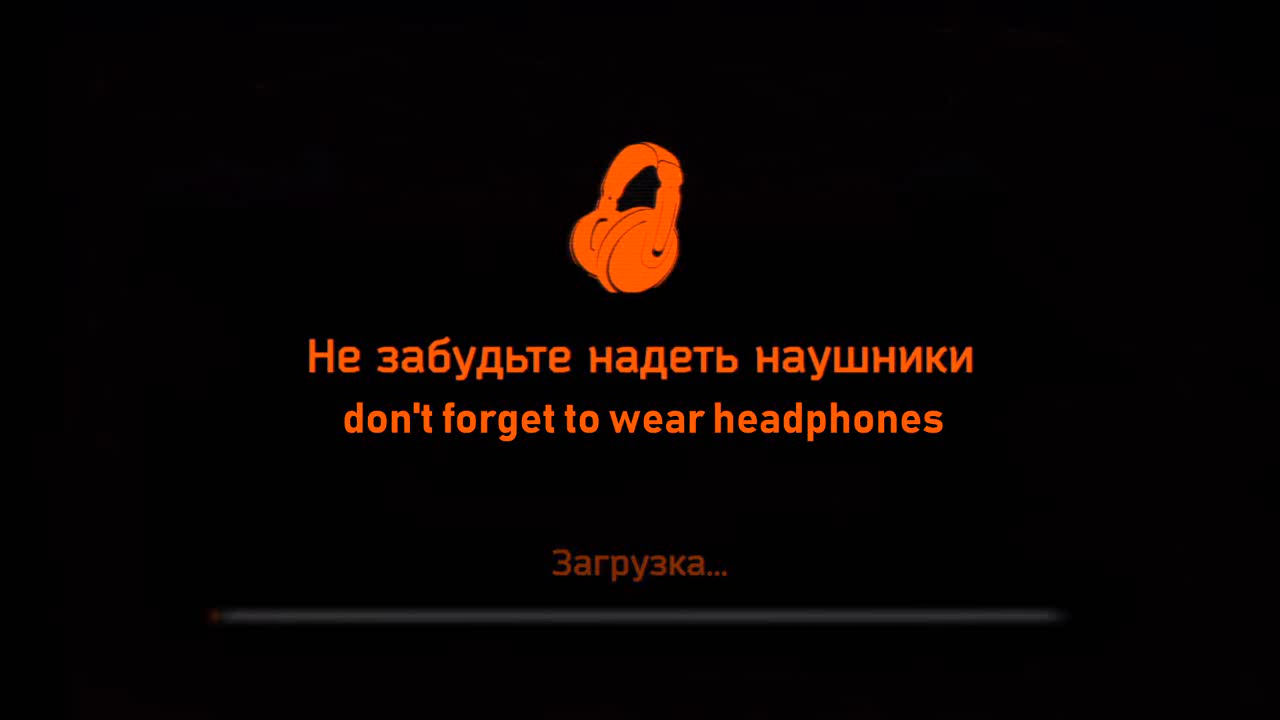 Не забудьте надеть наушники
don't forget to wear headphones
Загрузка...